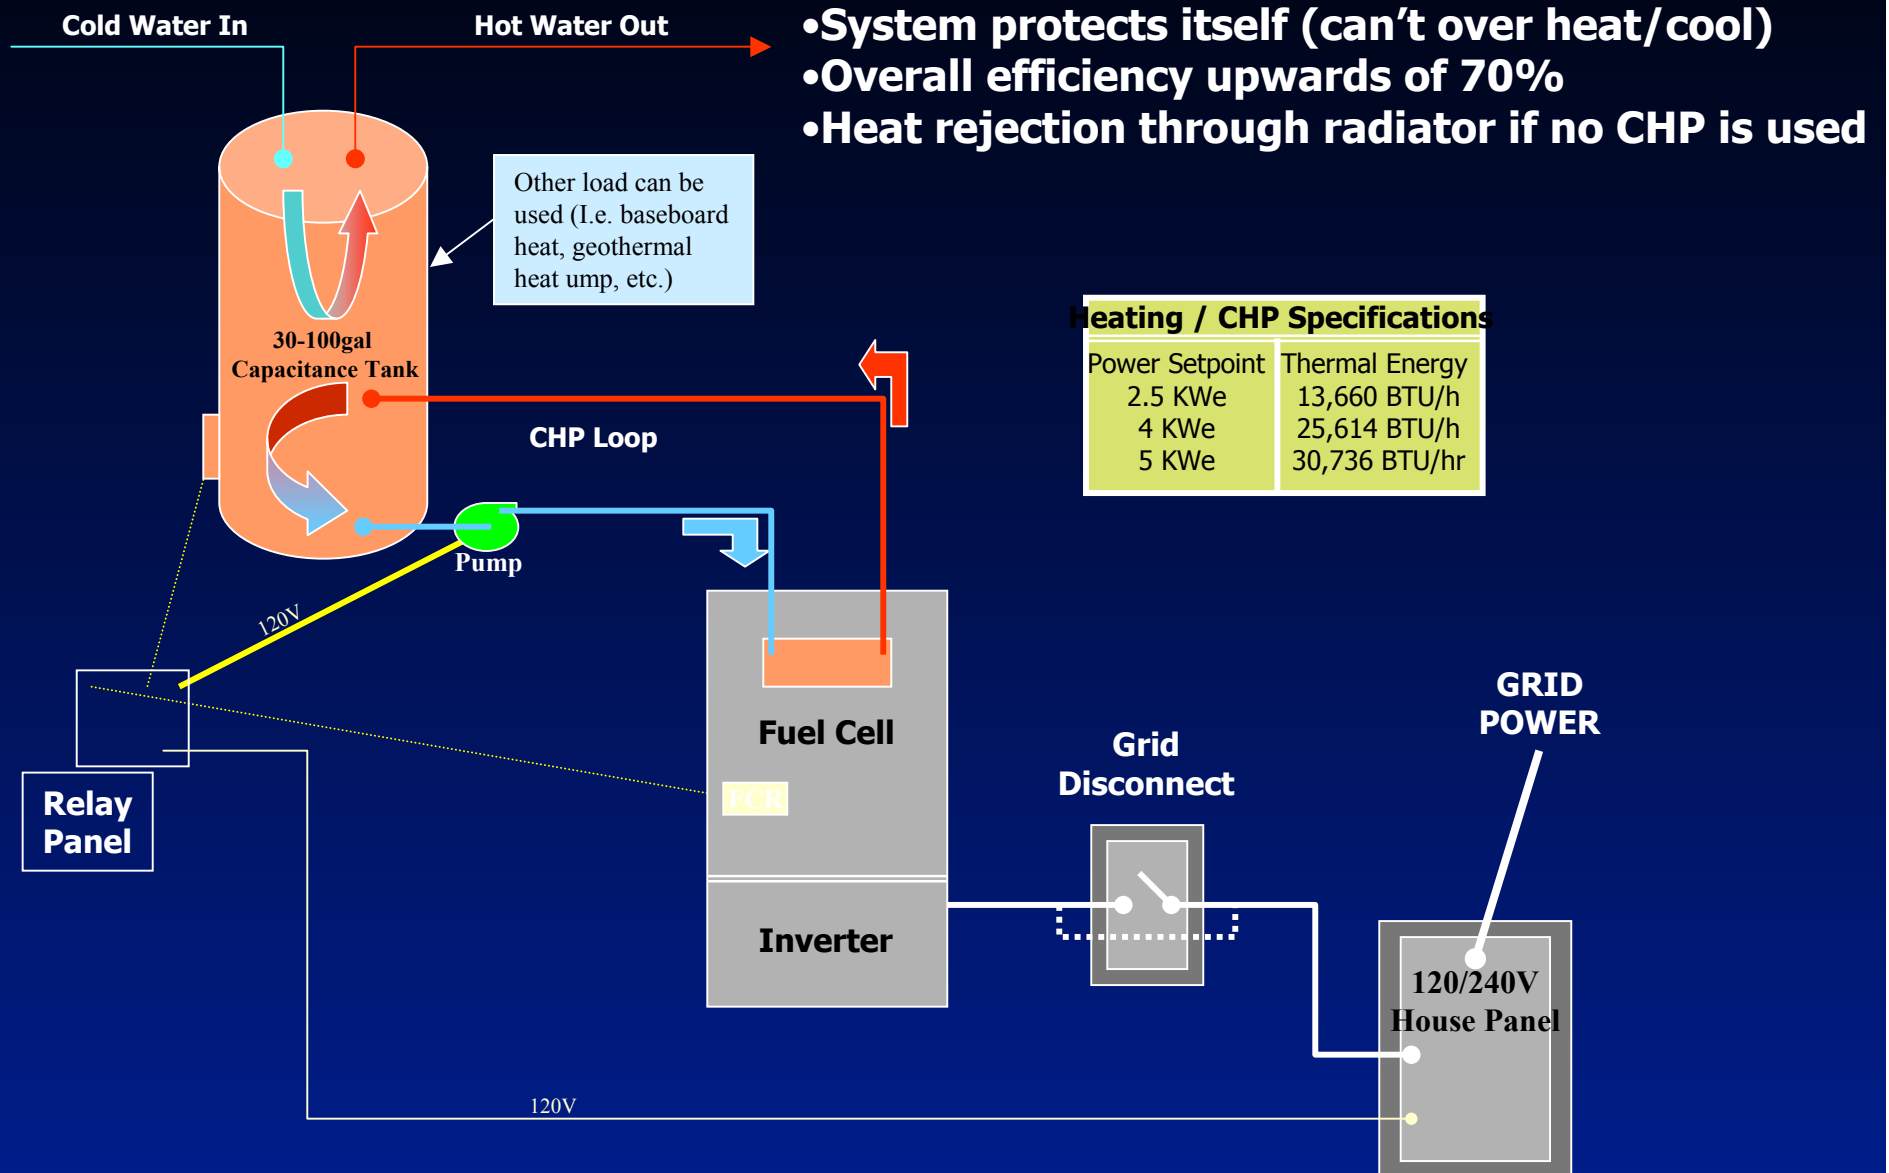 Cold Water In
Hot Water Out
•System protects itself (can’t over heat/cool)
•Overall efficiency upwards of 70%
•Heat rejection through radiator if no CHP is used
Other load can be
used (I.e. baseboard
heat, geothermal
heat ump, etc.)
30-100gal
Capacitance Tank
Heating / CHP Specifications
Power Setpoint Thermal Energy
2.5 KWe 13,660 BTU/h
4 KWe 25,614 BTU/h
5 KWe 30,736 BTU/hr
CHP Loop
Pump
120V
Fuel Cell
FCR
Inverter
Relay
Panel
Grid
Disconnect
GRID
POWER
120/240V
House Panel
120V